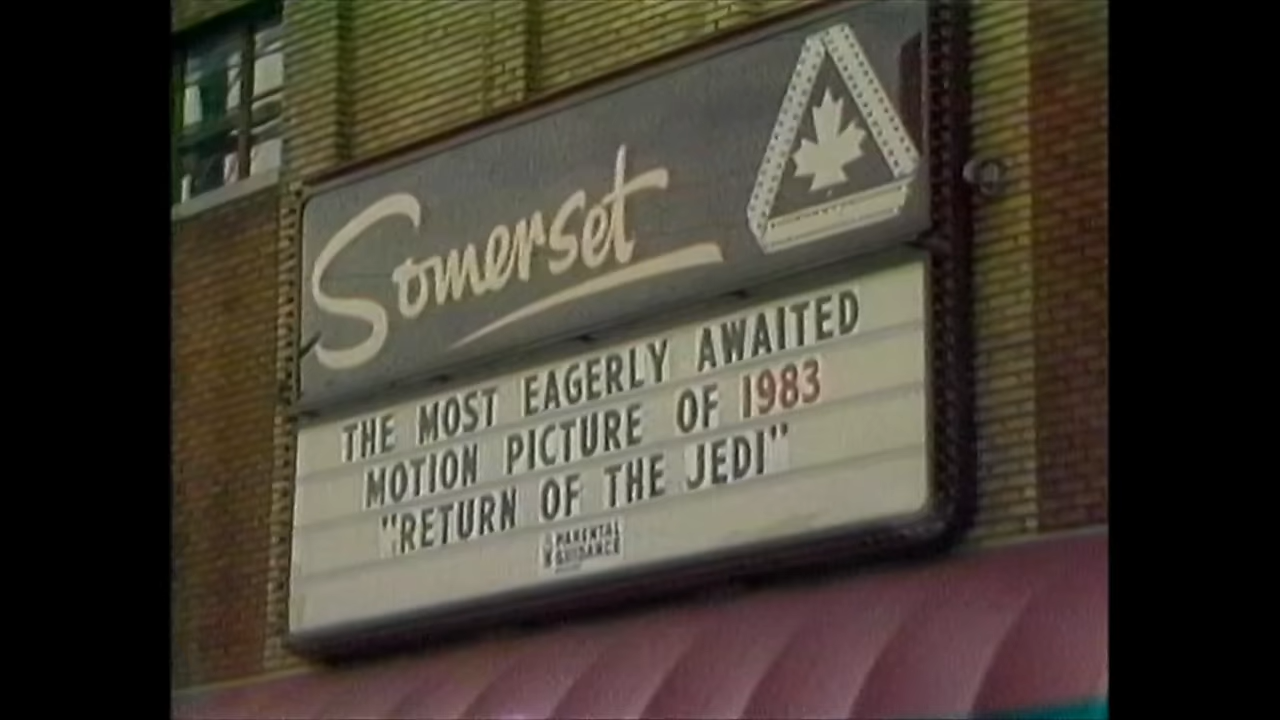 Somerset
THE MOST EAGERLY AWAITED
MOTION PICTURE OF 1983
"RETURN OF THE JEDI"
PARENTAL
GUIDANCE